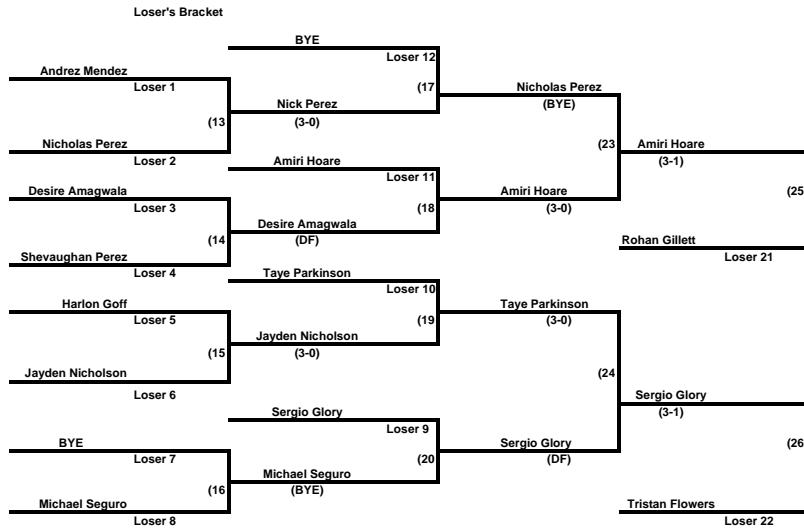 Loser's Bracket
BYE
Loser 12
Andrez Mendez
Loser 1
(17
Nicholas Perez
(BYE)
Nick Perez
(13
(3-0)
Nicholas Perez
Loser 2
(23
Amiri Hoare
(3-1)
Amiri Hoare
Loser 11
Desire Amagwala
Loser 3
(18
Amiri Hoare
(3-0)
(25
Desire Amagwala
(14
(DF)
Shevaughan Perez
Loser 4
Rohan Gillett
Loser 21
Taye Parkinson
Loser 10
Harlon Goff
Loser 5
(19
Taye Parkinson
(3-0)
Jayden Nicholson
(15
(3-0)
Jayden Nicholson
Loser 6
(24
Sergio Glory
(3-1)
Sergio Glory
Loser 9
BYE
Loser 7
(20
Sergio Glory
(DF)
(26
Michael Seguro
(16
(BYE)
Michael Seguro
Loser 8
Tristan Flowers
Loser 22